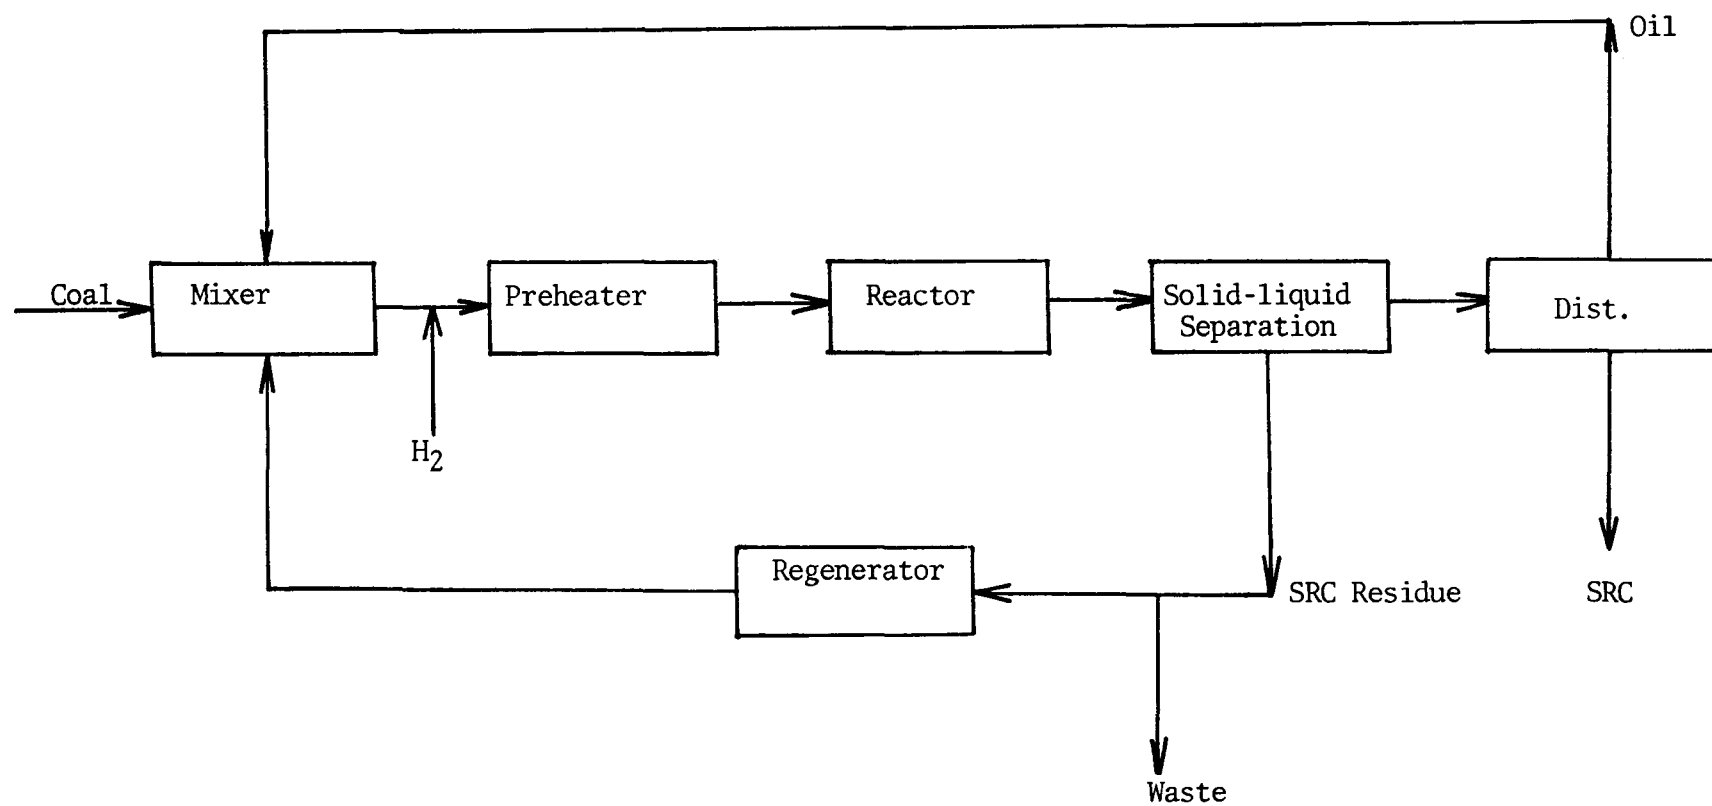 Oil
Coal
Mixer
Preheater
Reactor
Solid-liquid
Separation
Dist.
H2
Regenerator
SRC Residue
SRC
Waste